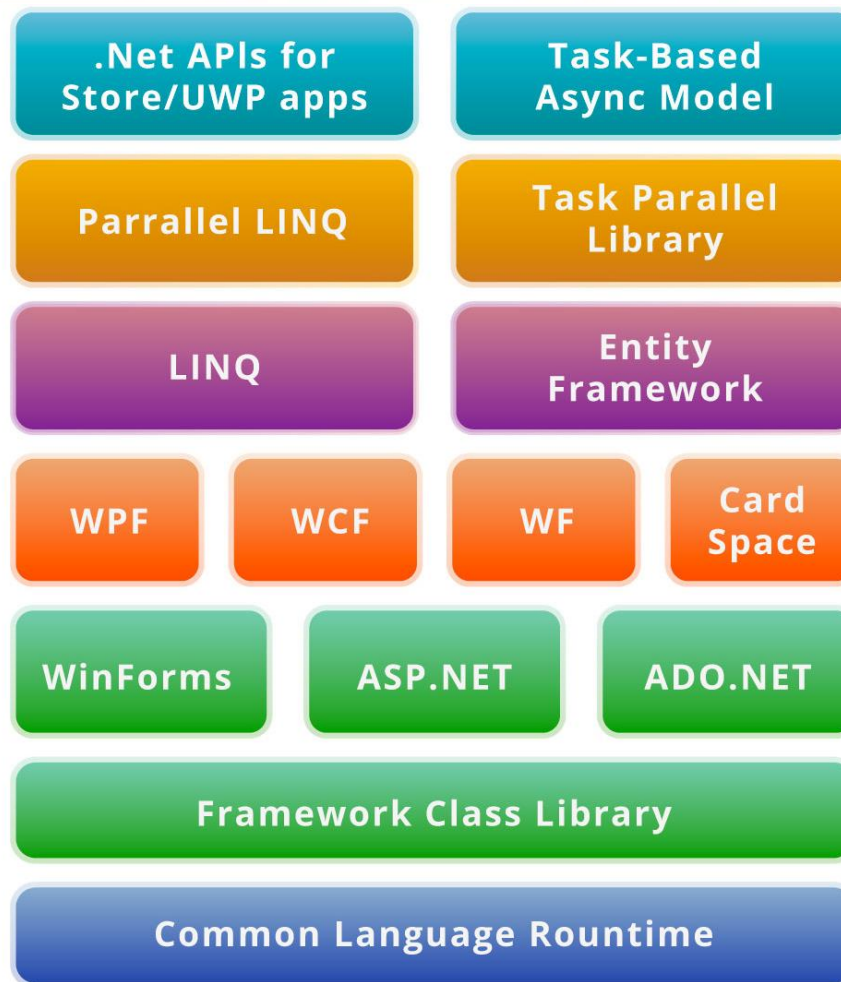 .Net APIs for
Store/UWP apps
Task-Based
Async Model
Parrallel LINQ
Task Parallel
Library
LINQ
Entity
Framework
WPF
WCF
WF
Card
Space
WinForms
ASP.NET
ADO.NET
Framework Class Library
Common Language Rountime